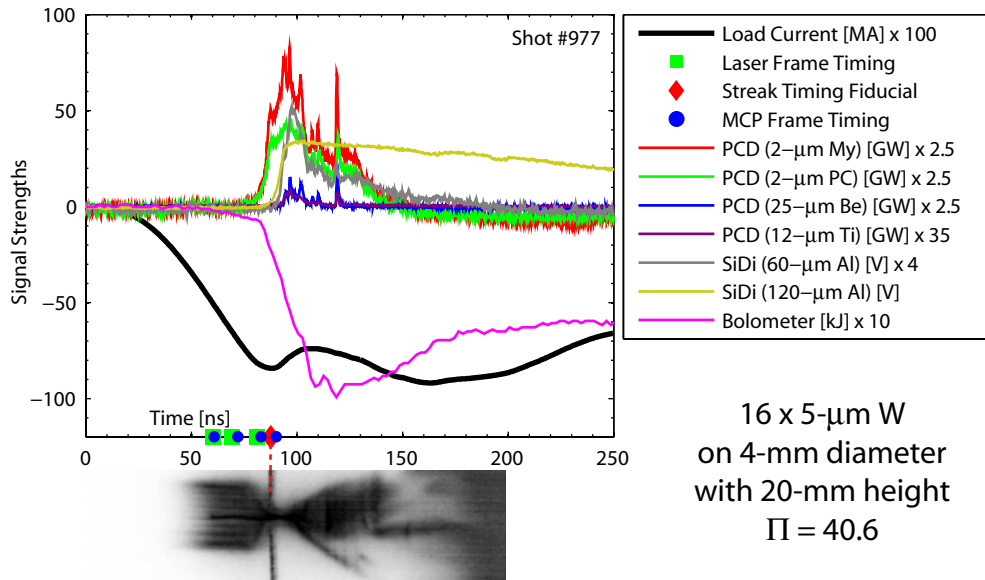 100
50
0
−50
−100
Signal Strengths
Shot #977
Time [ns]
0
50
100
150
200
250
Load Current [MA] x 100
Laser Frame Timing
Streak Timing Fiducial
MCP Frame Timing
PCD (2−μm My) [GW] x 2.5
PCD (2−μm PC) [GW] x 2.5
PCD (25−μm Be) [GW] x 2.5
PCD (12−μm Ti) [GW] x 35
SiDi (60−μm Al) [V] x 4
SiDi (120−μm Al) [V]
Bolometer [kJ] x 10
16 x 5-μm W
on 4-mm diameter
with 20-mm height
Π = 40.6